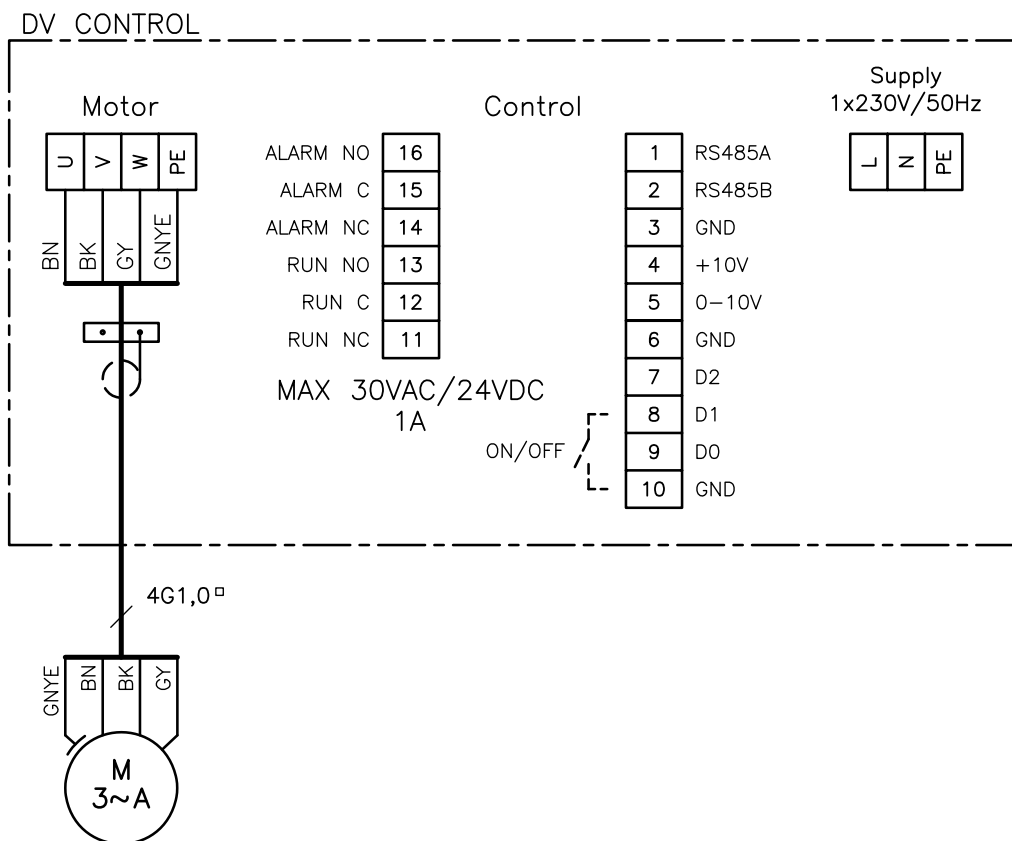 DV CONTROL
Motor
Control
Supply
1x230V/50Hz
U V W PE
L N PE
BN BK GY GNYE
ALARM NO 16
ALARM C 15
ALARM NC 14
RUN NO 13
RUN C 12
RUN NC 11
MAX 30VAC/24VDC
1A
1 RS485A
2 RS485B
3 GND
4 +10V
5 0-10V
6 GND
7 D2
8 D1
9 D0
10 GND
ON/OFF
4G1,0▫
GNYE BN BK GY
M
3~A